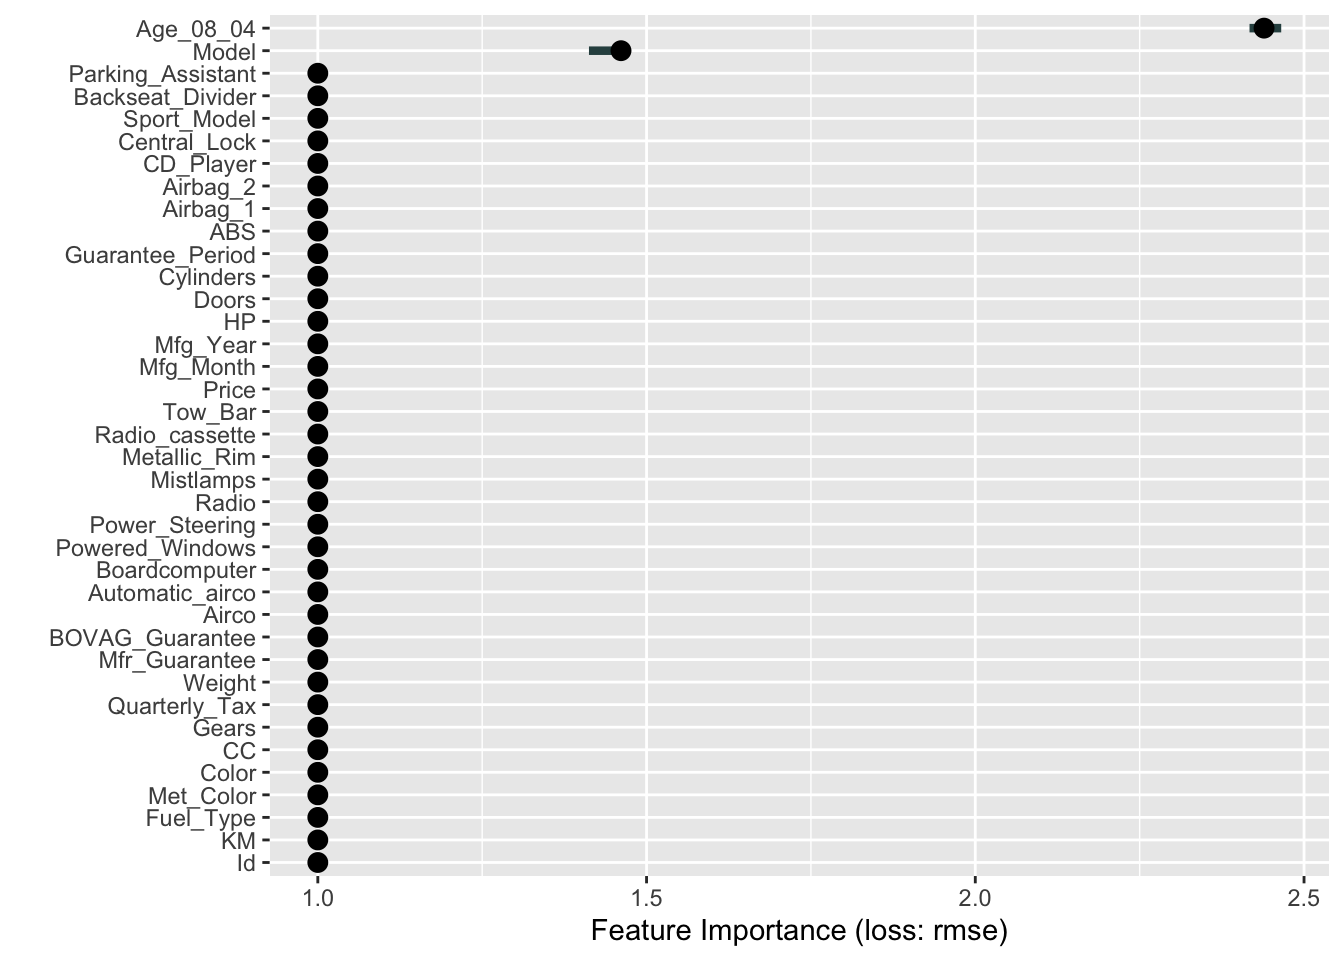 Age_08_04
Model
Parking_Assistant
Backseat_Divider
Sport_Model
Central_Lock
CD_Player
Airbag_2
Airbag_1
ABS
Guarantee_Period
Cylinders
Doors
HP
Mfg_Year
Mfg_Month
Price
Tow_Bar
Radio_cassette
Metallic_Rim
Mistlamps
Radio
Power_Steering
Powered_Windows
Boardcomputer
Automatic_airco
Airco
BOVAG_Guarantee
Mfr_Guarantee
Weight
Quarterly_Tax
Gears
CC
Color
Met_Color
Fuel_Type
KM
Id
1.0 1.5 2.0 2.5
Feature Importance (loss: rmse)